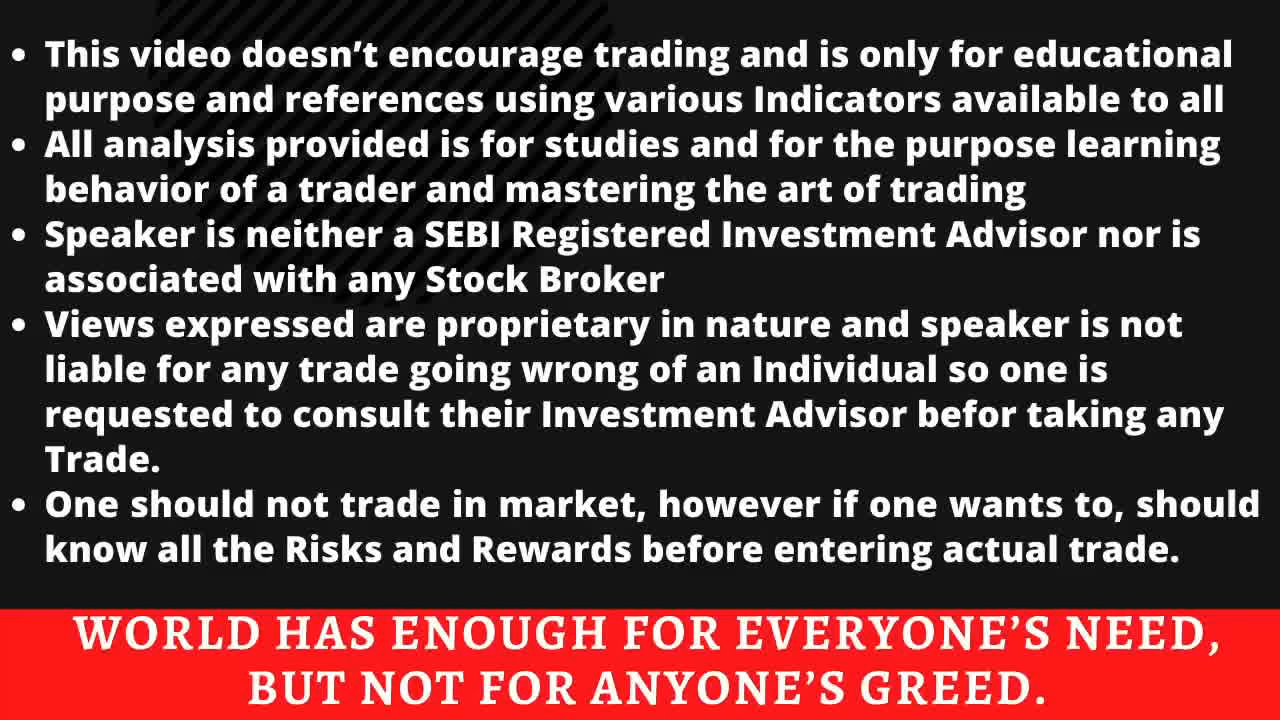 • This video doesn’t encourage trading and is only for educational
purpose and references using various Indicators available to all
• All analysis provided is for studies and for the purpose learning
behavior of a trader and mastering the art of trading
• Speaker is neither a SEBI Registered Investment Advisor nor is
associated with any Stock Broker
• Views expressed are proprietary in nature and speaker is not
liable for any trade going wrong of an Individual so one is
requested to consult their Investment Advisor befor taking any
Trade.
• One should not trade in market, however if one wants to, should
know all the Risks and Rewards before entering actual trade.
WORLD HAS ENOUGH FOR EVERYONE’S NEED,
BUT NOT FOR ANYONE’S GREED.